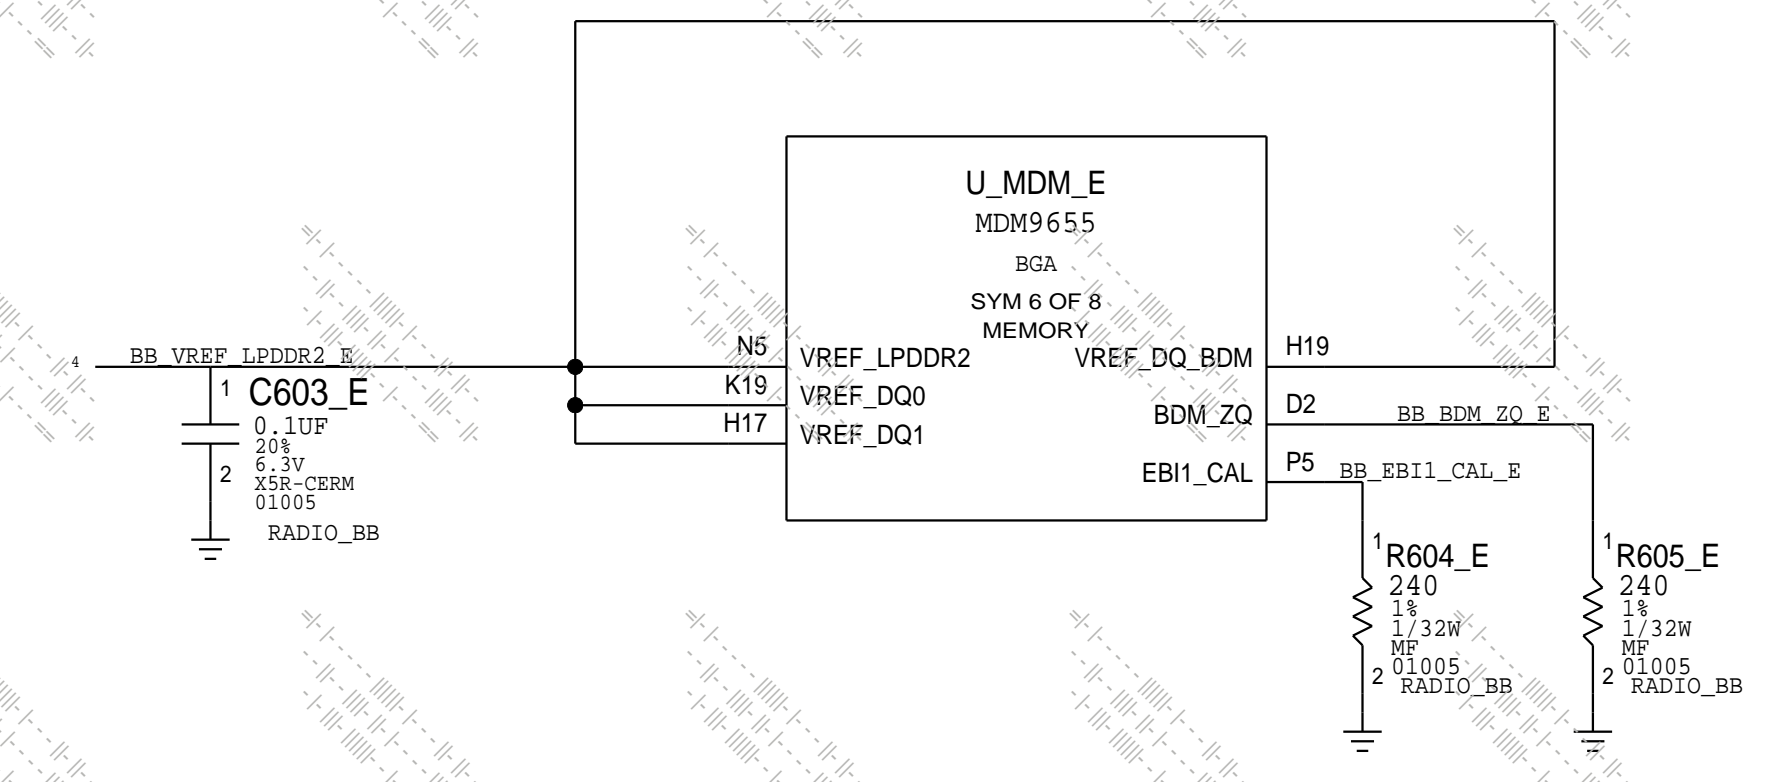 U_MDM_E
MDM9655
BGA
SYM 6 OF 8
MEMORY
4
BB_VREF_LPDDR2_E
N5
VREF_LPDDR2
VREF_DQ_BDM
H19
K19
VREF_DQ0
H17
VREF_DQ1
BDM_ZQ
D2
BB_BDM_ZQ_E
EBI1_CAL
P5
BB_EBI1_CAL_E
1
C603_E
0.1UF
20%
6.3V
2
X5R-CERM
01005
RADIO_BB
1
R604_E
240
1%
1/32W
MF
01005
2
RADIO_BB
1
R605_E
240
1%
1/32W
MF
01005
2
RADIO_BB